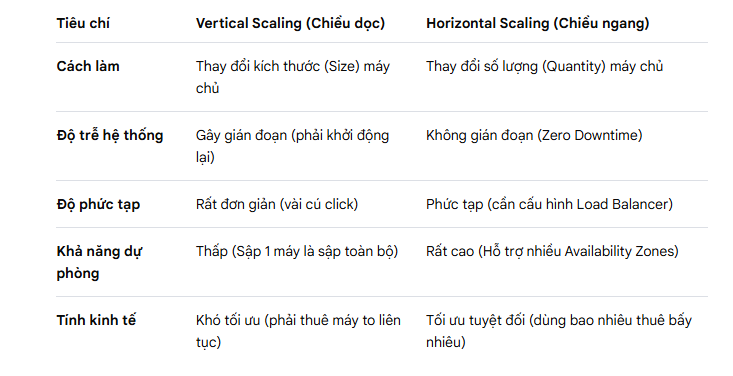 Tiêu chí Vertical Scaling (Chiều dọc) Horizontal Scaling (Chiều ngang)
Cách làm Thay đổi kích thước (Size) máy chủ Thay đổi số lượng (Quantity) máy chủ
Độ trễ hệ thống Gây gián đoạn (phải khởi động lại) Không gián đoạn (Zero Downtime)
Độ phức tạp Rất đơn giản (vài cú click) Phức tạp (cần cấu hình Load Balancer)
Khả năng dự phòng Thấp (Sập 1 máy là sập toàn bộ) Rất cao (Hỗ trợ nhiều Availability Zones)
Tính kinh tế Khó tối ưu (phải thuê máy to liên tục) Tối ưu tuyệt đối (dùng bao nhiêu thuê bấy nhiêu)